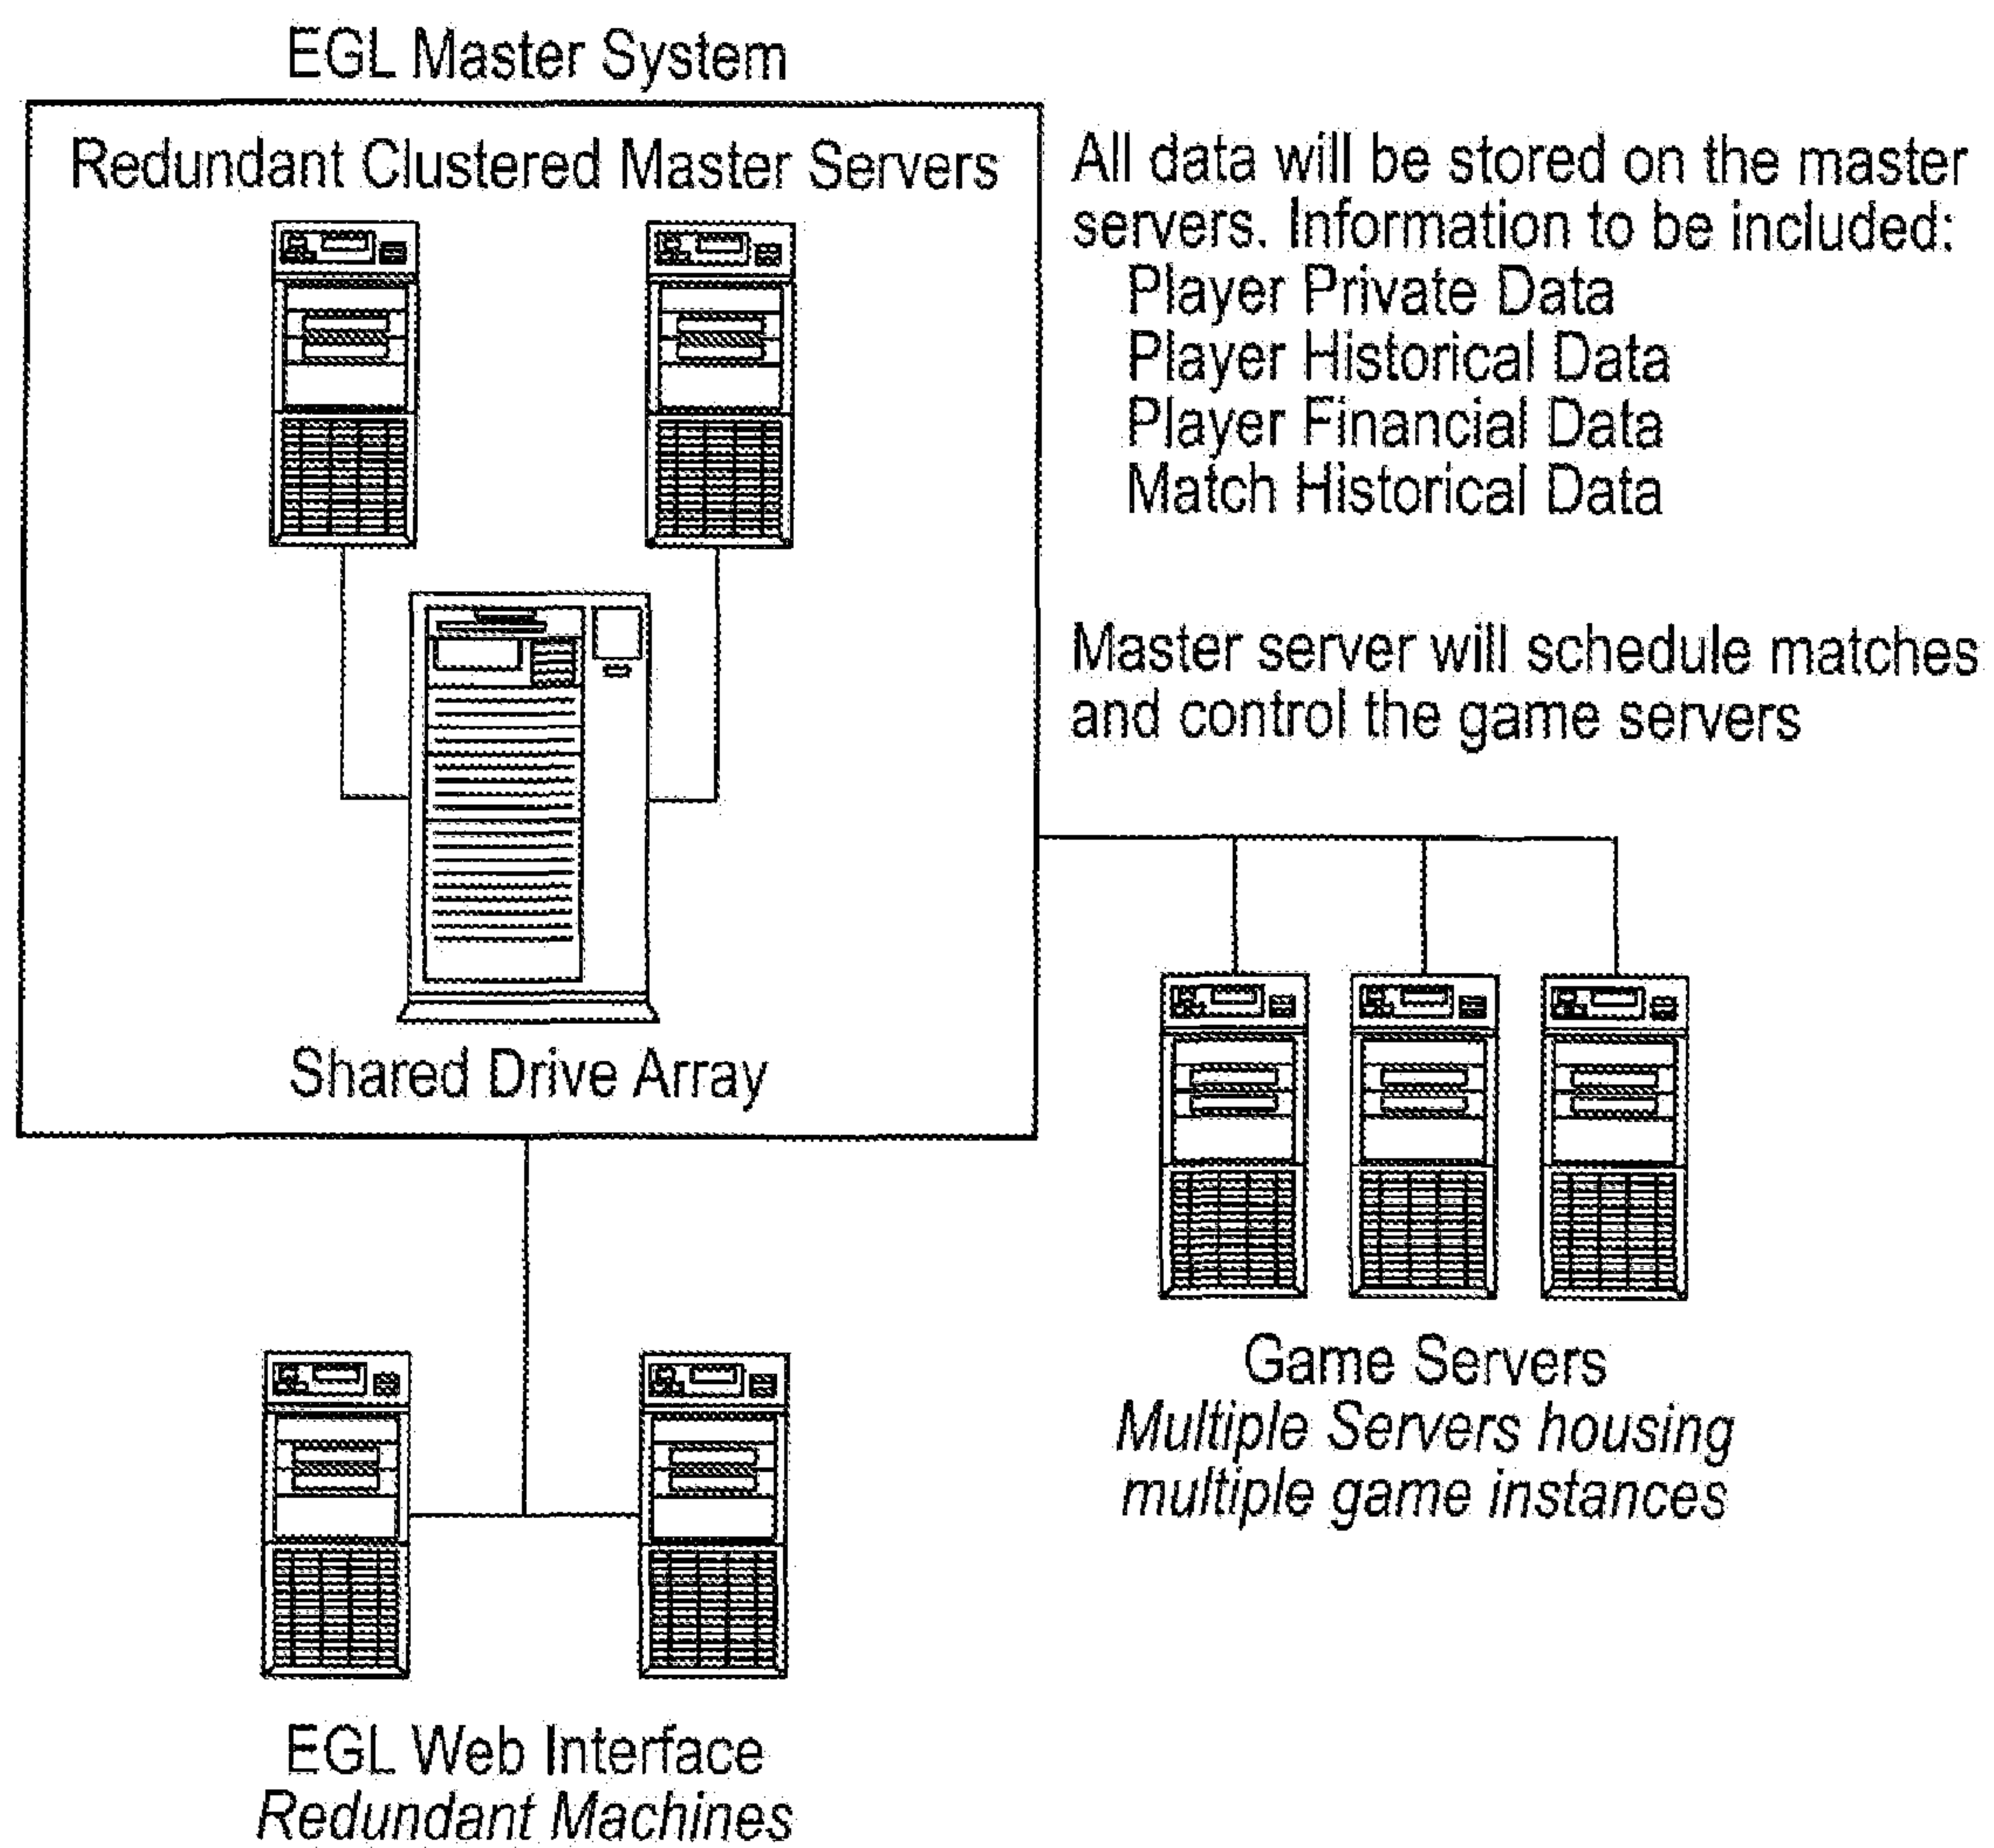 EGL Master System
Redundant Clustered Master Servers
Shared Drive Array
All data will be stored on the master
servers. Information to be included:
Player Private Data
Player Historical Data
Player Financial Data
Match Historical Data
Master server will schedule matches
and control the game servers
Game Servers
Multiple Servers housing
multiple game instances
EGL Web Interface
Redundant Machines